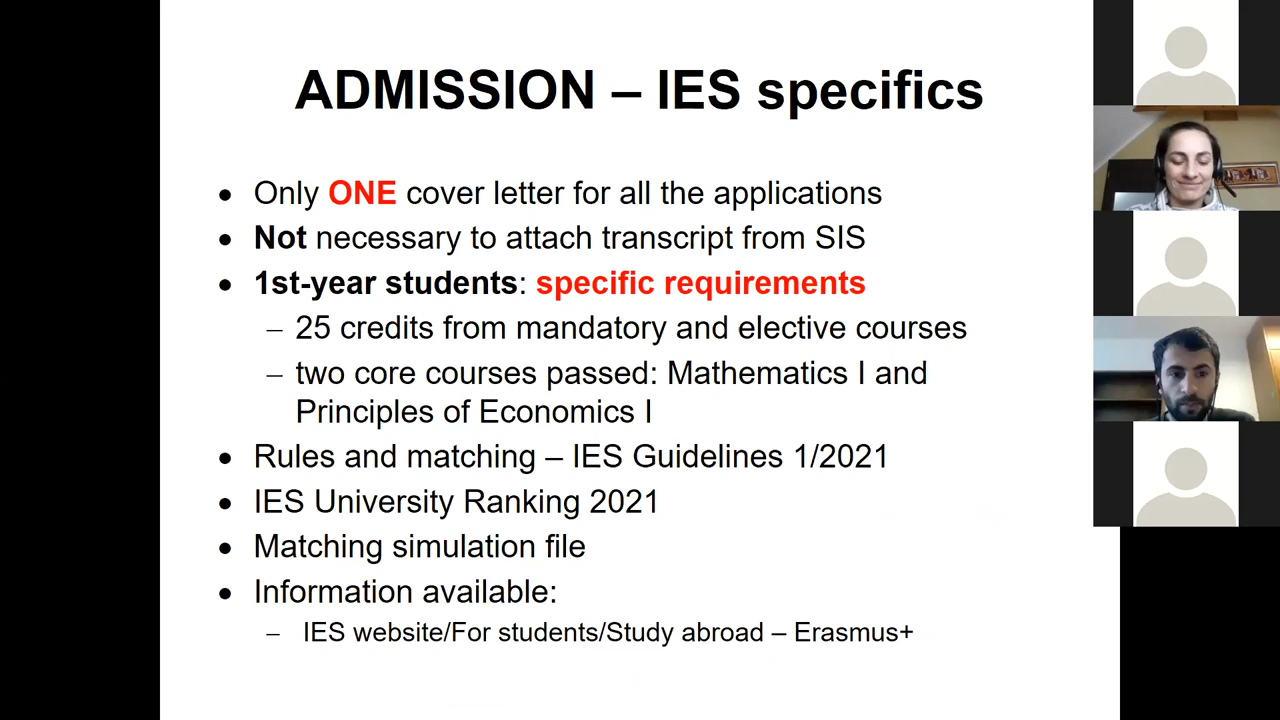 ADMISSION – IES specifics
• Only ONE cover letter for all the applications
• Not necessary to attach transcript from SIS
• 1st-year students: specific requirements
– 25 credits from mandatory and elective courses
– two core courses passed: Mathematics I and
Principles of Economics I
• Rules and matching – IES Guidelines 1/2021
• IES University Ranking 2021
• Matching simulation file
• Information available:
– IES website/For students/Study abroad – Erasmus+